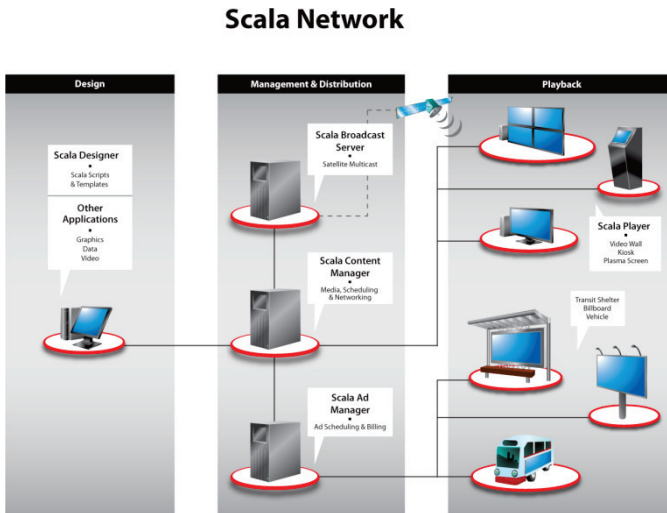 Scala Network
Design
Management & Distribution
Playback
Scala Designer
•
Scala Scripts
& Templates
Other
Applications
•
Graphics
Data
Video
Scala Broadcast
Server
•
Satellite Multicast
Scala Content
Manager
•
Media, Scheduling
& Networking
Scala Ad
Manager
•
Ad Scheduling & Billing
Scala Player
•
Video Wall
Kiosk
Plasma Screen
Transit Shelter
Billboard
Vehicle